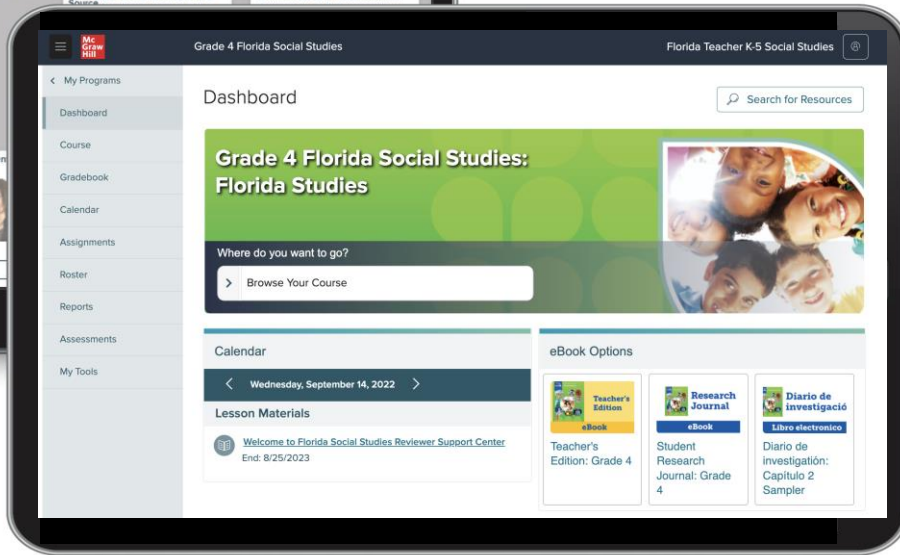 Source
Mc
Graw
Hill
Grade 4 Florida Social Studies
Florida Teacher K-5 Social Studies
My Programs
Dashboard
Course
Gradebook
Calendar
Assignments
Roster
Reports
Assessments
My Tools
Dashboard
Search for Resources
Grade 4 Florida Social Studies:
Florida Studies
Where do you want to go?
Browse Your Course
Calendar
Wednesday, September 14, 2022
Lesson Materials
Welcome to Florida Social Studies Reviewer Support Center
End: 8/25/2023
eBook Options
Teacher's
Edition
eBook
Teacher's
Edition: Grade 4
Research
Journal
eBook
Student
Research
Journal: Grade
4
Diario de
investigació
Libro electronico
Diario de
investigatión:
Capítulo 2
Sampler